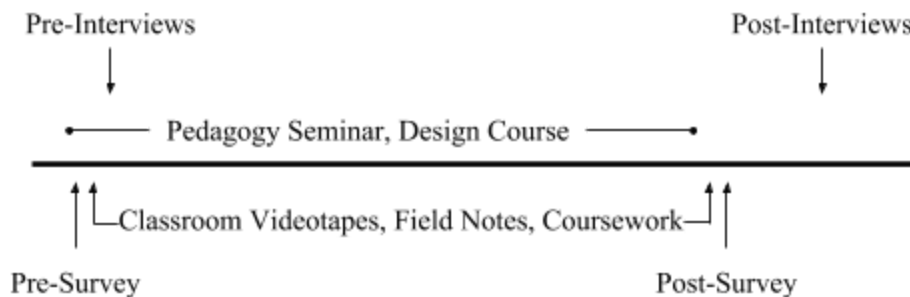 Pre-Interviews Post-Interviews
Pedagogy Seminar, Design Course
Classroom Videotapes, Field Notes, Coursework
Pre-Survey Post-Survey